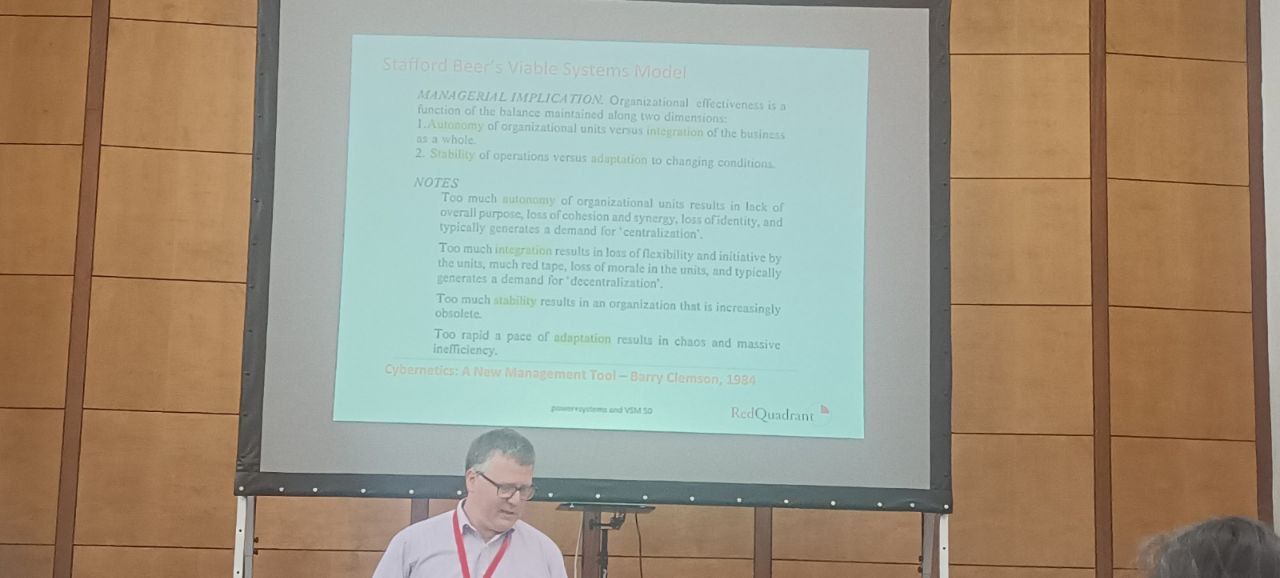 Stafford Beer's Viable Systems Model
MANAGERIAL IMPLICATION. Organizational effectiveness is a
function of the balance maintained along two dimensions:
1.Autonomy of organizational units versus integration of the business
as a whole.
2. Stability of operations versus adaptation to changing conditions.
NOTES
Too much autonomy of organizational units results in lack of
overall purpose, loss of cohesion and synergy, loss of identity, and
typically generates a demand for 'centralization'.
Too much integration results in loss of flexibility and initiative by
the units, much red tape, loss of morale in the units, and typically
generates a demand for 'decentralization'.
Too much stability results in an organization that is increasingly
obsolete.
Too rapid a pace of adaptation results in chaos and massive
inefficiency.
Cybernetics: A New Management Tool – Barry Clemson, 1984
power+systems and VSM 50
RedQuadrant